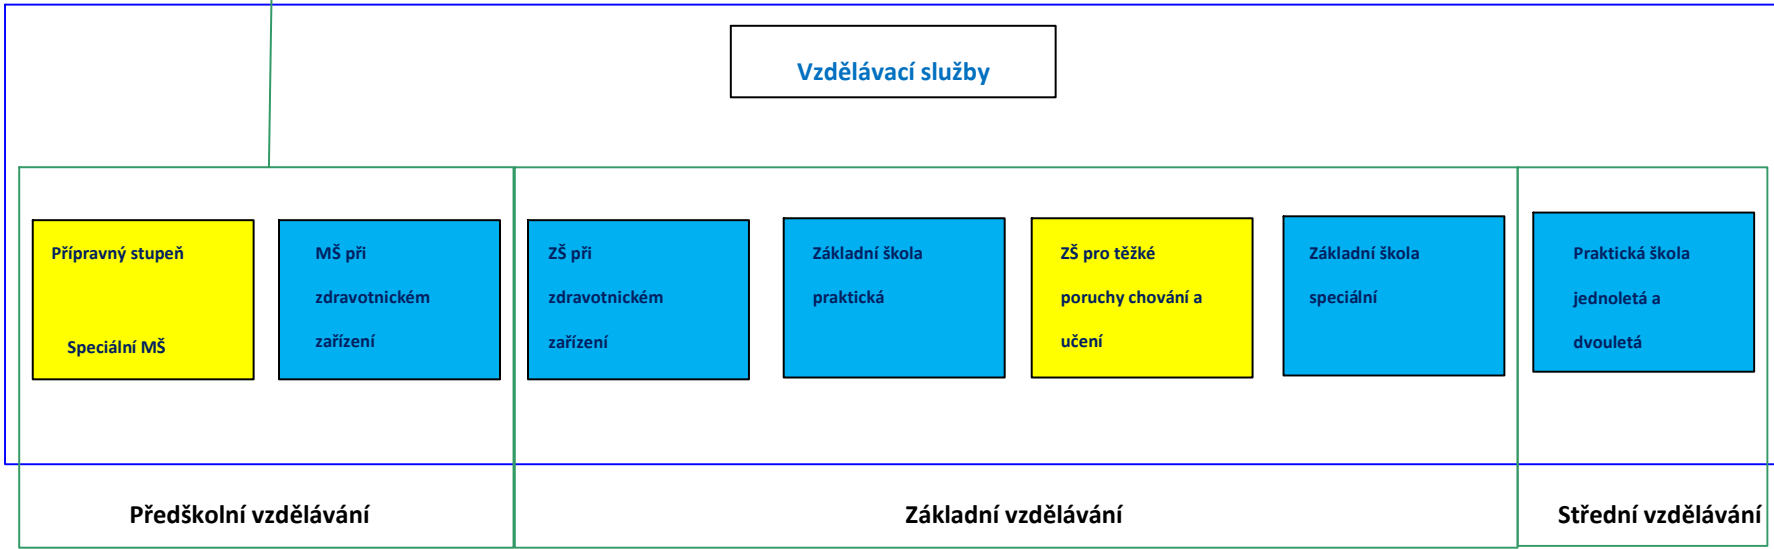 Vzdělávací služby
Přípravný stupeň
Speciální MŠ
MŠ při
zdravotnickém
zařízení
ZŠ při
zdravotnickém
zařízení
Základní škola
praktická
ZŠ pro těžké
poruchy chování a
učení
Základní škola
speciální
Praktická škola
jednoletá a
dvouletá
Předškolní vzdělávání
Základní vzdělávání
Střední vzdělávání